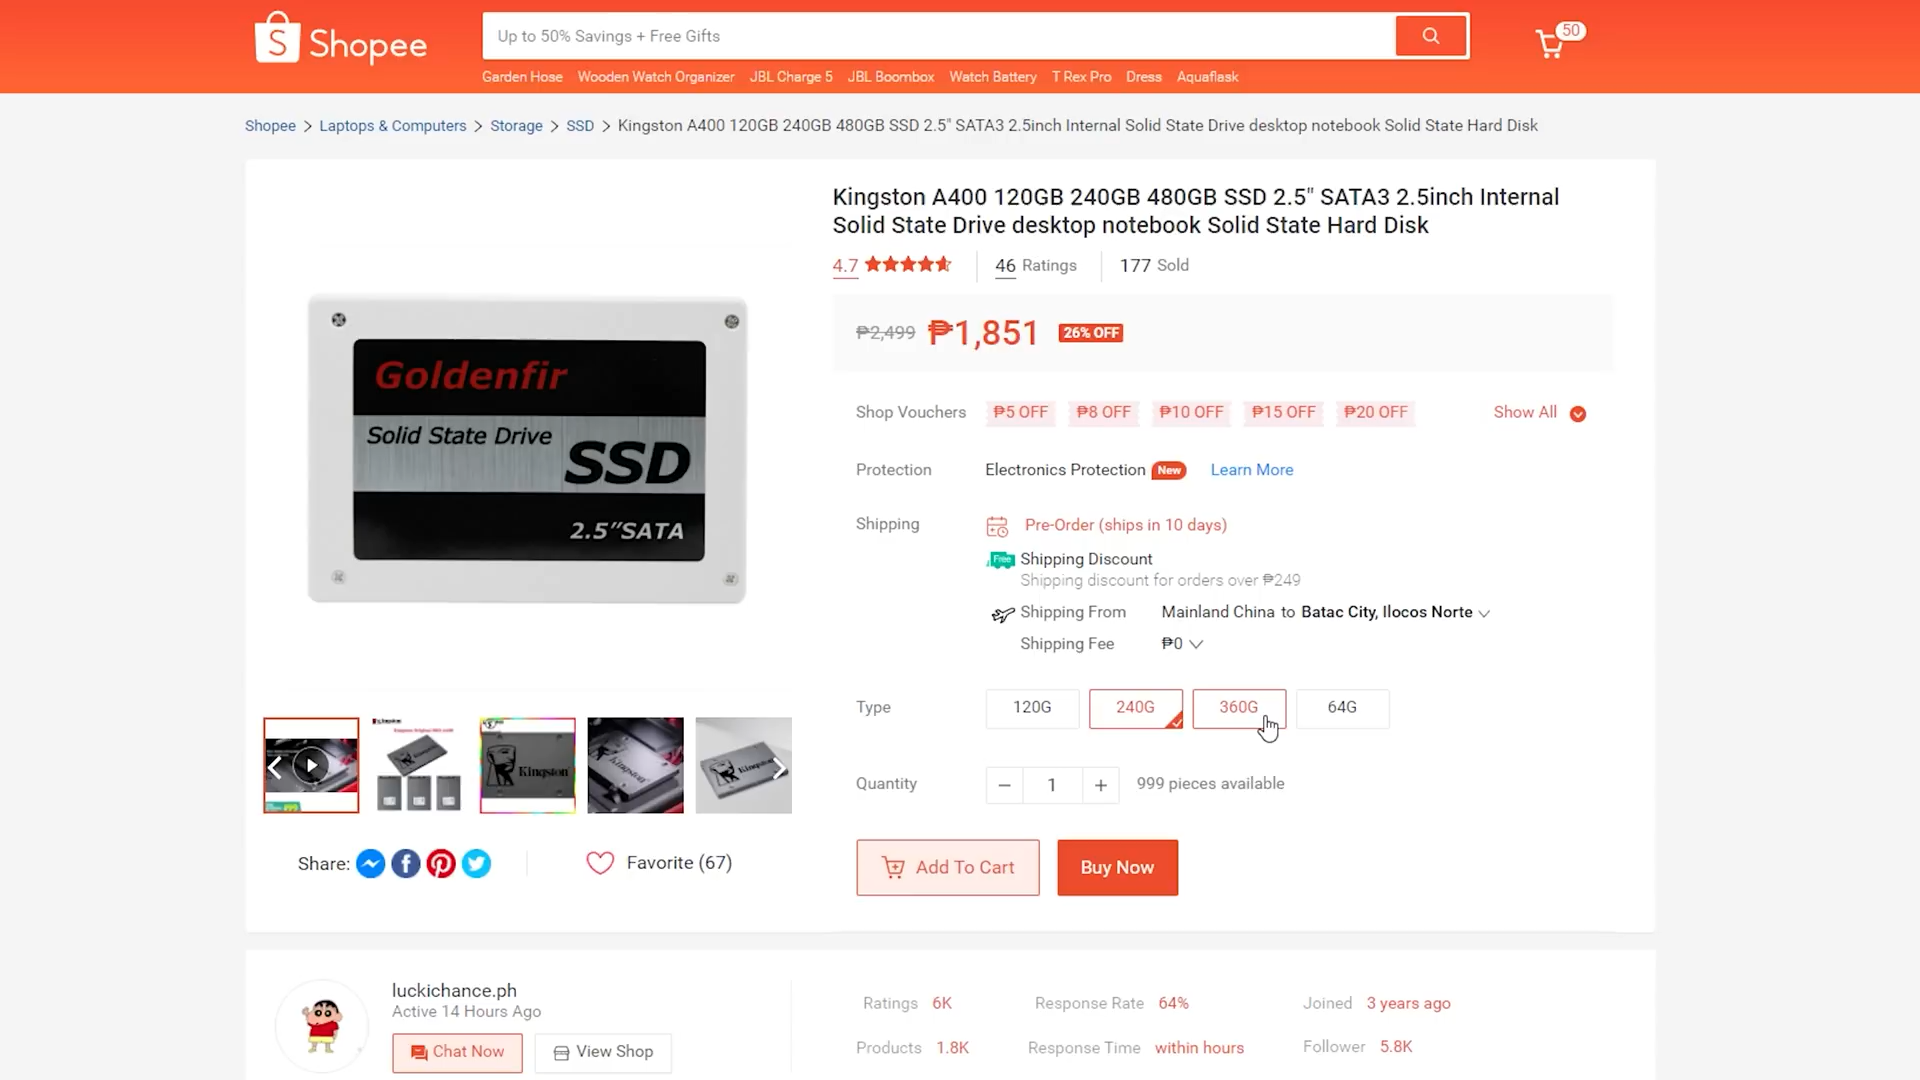 Shopee
Up to 50% Savings + Free Gifts
50
Garden Hose Wooden Watch Organizer JBL Charge 5 JBL Boombox Watch Battery T Rex Pro Dress Aquaflask
Shopee > Laptops & Computers > Storage > SSD > Kingston A400 120GB 240GB 480GB SSD 2.5" SATA3 2.5inch Internal Solid State Drive desktop notebook Solid State Hard Disk
Kingston A400 120GB 240GB 480GB SSD 2.5" SATA3 2.5inch Internal
Solid State Drive desktop notebook Solid State Hard Disk
4.7
46 Ratings
177 Sold
₱2,499 ₱1,851 26% OFF
Goldenfir
Solid State Drive
SSD
2.5"SATA
Shop Vouchers ₱5 OFF ₱8 OFF ₱10 OFF ₱15 OFF ₱20 OFF Show All
Protection Electronics Protection New Learn More
Shipping Pre-Order (ships in 10 days)
Free Shipping Discount
Shipping discount for orders over ₱249
Shipping From Mainland China to Batac City, Ilocos Norte
Shipping Fee ₱0
Type 120G 240G 360G 64G
Kingston
Kingston
Kingston
Quantity − 1 + 999 pieces available
Share:
Favorite (67)
Add To Cart
Buy Now
luckichance.ph
Active 14 Hours Ago
Chat Now
View Shop
Ratings 6K Response Rate 64% Joined 3 years ago
Products 1.8K Response Time within hours Follower 5.8K